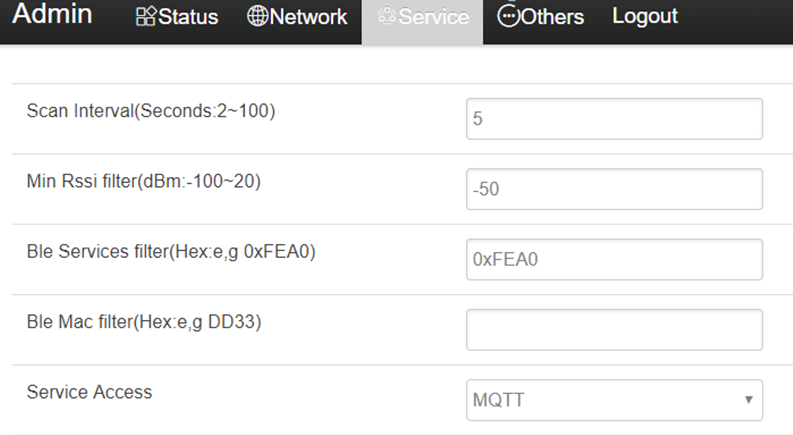 Admin Status Network Service Others Logout
Scan Interval(Seconds:2~100) 5
Min Rssi filter(dBm:-100~20) -50
Ble Services filter(Hex:e,g 0xFEA0) 0xFEA0
Ble Mac filter(Hex:e,g DD33)
Service Access MQTT